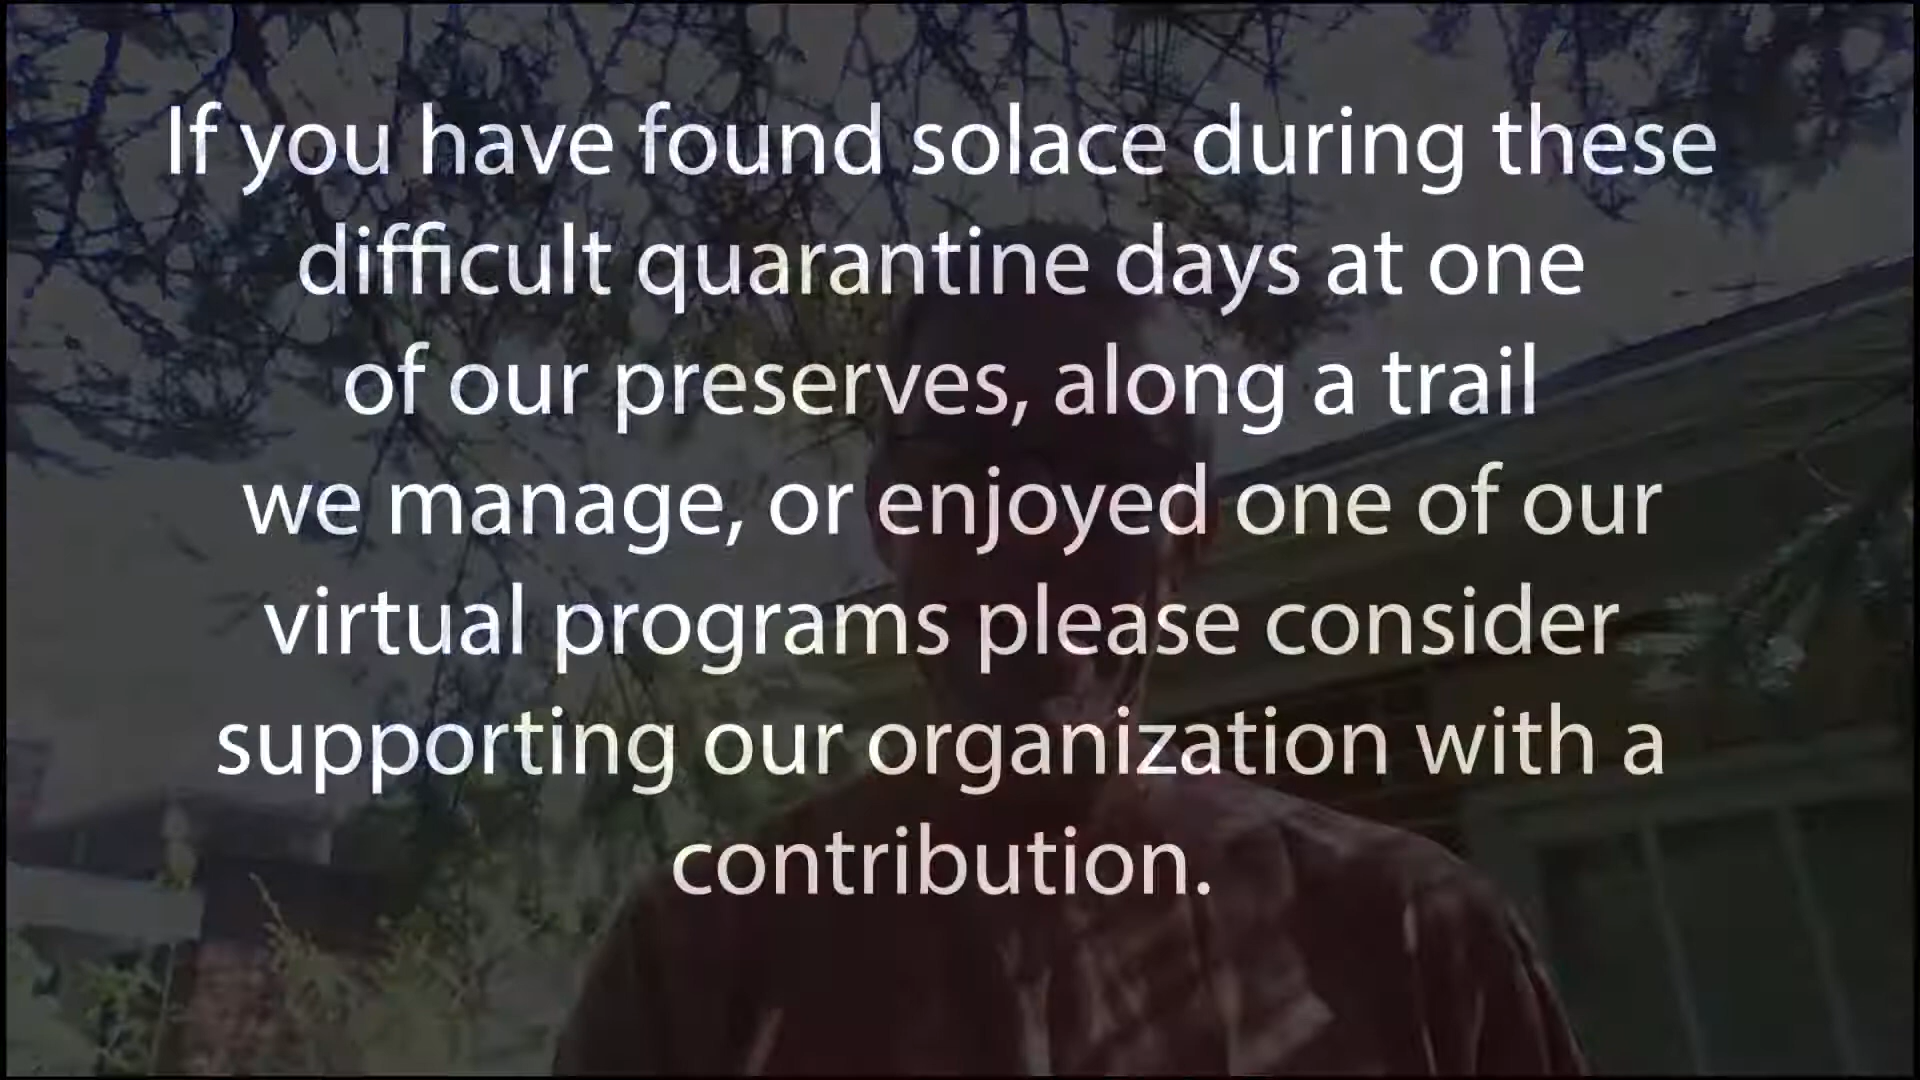 If you have found solace during these
difficult quarantine days at one
of our preserves, along a trail
we manage, or enjoyed one of our
virtual programs please consider
supporting our organization with a
contribution.